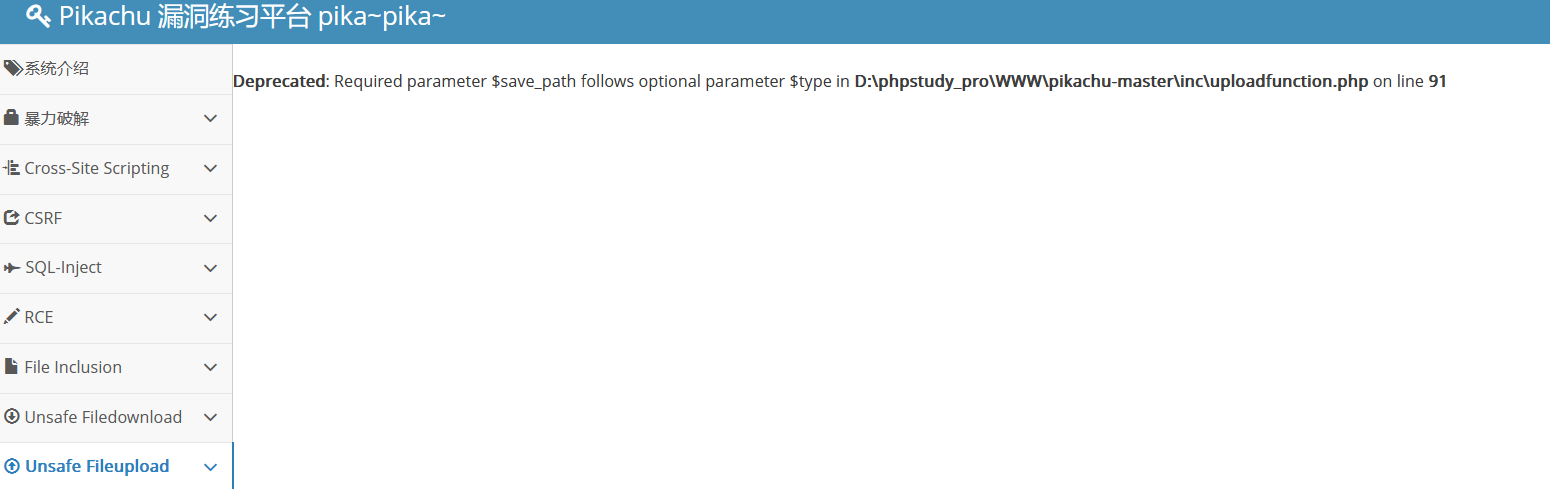 Pikachu 漏洞练习平台 pika~pika~
系统介绍
Deprecated: Required parameter $save_path follows optional parameter $type in D:\phpstudy_pro\WWW\pikachu-master\inc\uploadfunction.php on line 91
暴力破解
Cross-Site Scripting
CSRF
SQL-Inject
RCE
File Inclusion
Unsafe Filedownload
Unsafe Fileupload